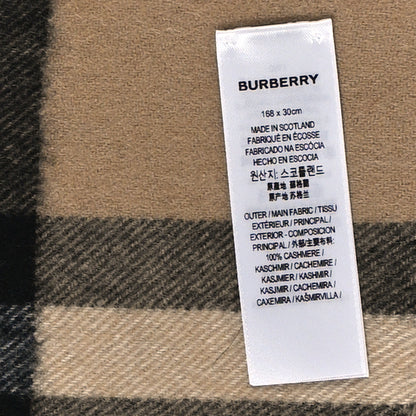 BURBERRY
168 x 30cm
MADE IN SCOTLAND
FABRIQUÉ EN ÉCOSSE
FABRICADO NA ESCÓCIA
HECHO EN ESCOCIA
원산지: 스코틀랜드
原產地: 蘇格蘭
原产地: 苏格兰
OUTER / MAIN FABRIC / TISSU
EXTÉRIEUR / PRINCIPAL /
EXTERIOR - COMPOSICIÓN
PRINCIPAL / 外部/主要布料:
100% CASHMERE /
KASCHMIR / CACHEMIRE /
KASJMIER / KASHMIR /
KASJMIR / CACHEMIRA /
CAXEMIRA / KAŠMIRVILLA /